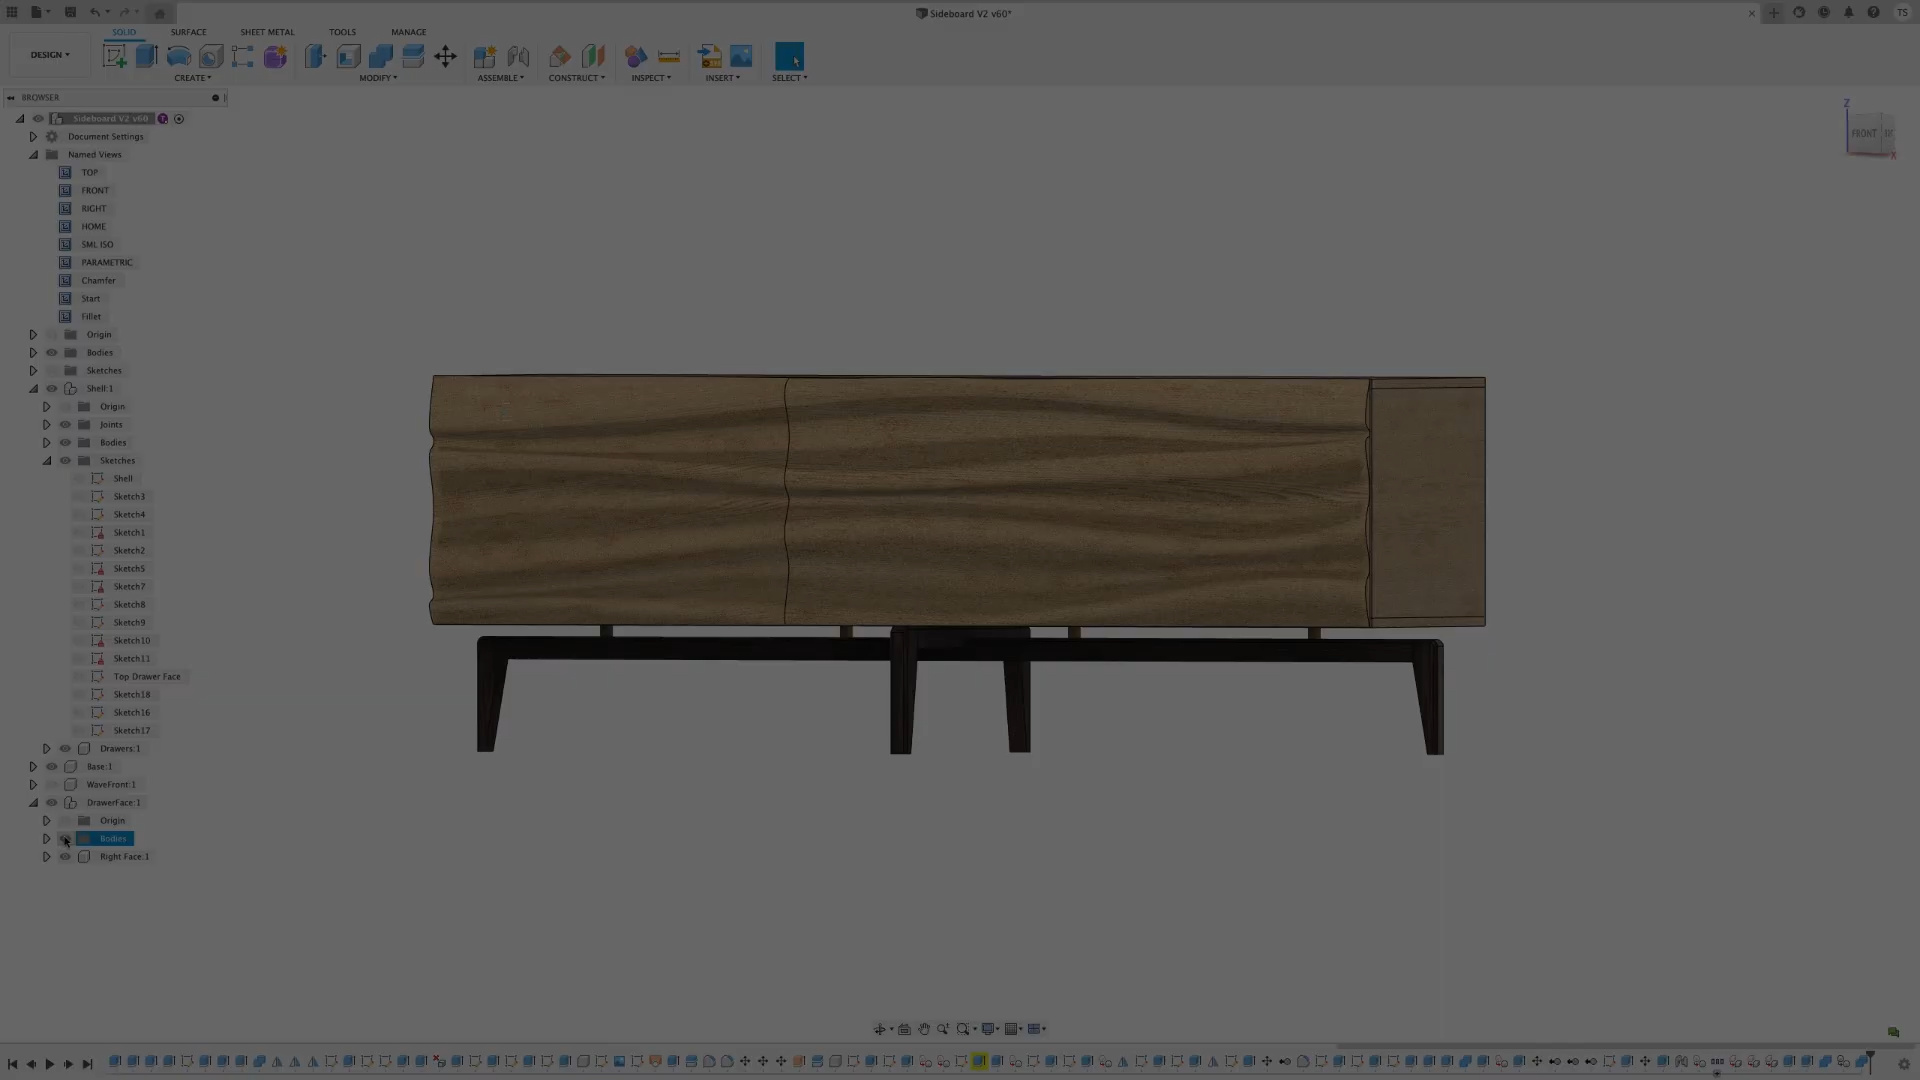 Sideboard V2 v60*
TS
SOLID
SURFACE
SHEET METAL
TOOLS
MANAGE
DESIGN
CREATE
MODIFY
ASSEMBLE
CONSTRUCT
INSPECT
INSERT
SELECT
BROWSER
Sideboard V2 v60
Document Settings
Named Views
TOP
FRONT
RIGHT
HOME
SML ISO
PARAMETRIC
Chamfer
Start
Fillet
Origin
Bodies
Sketches
Shell:1
Origin
Joints
Bodies
Sketches
Shell
Sketch3
Sketch4
Sketch1
Sketch2
Sketch5
Sketch7
Sketch8
Sketch9
Sketch10
Sketch11
Top Drawer Face
Sketch18
Sketch16
Sketch17
Drawers:1
Base:1
WaveFront:1
DrawerFace:1
Origin
Bodies
Right Face:1
Z
FRONT
X